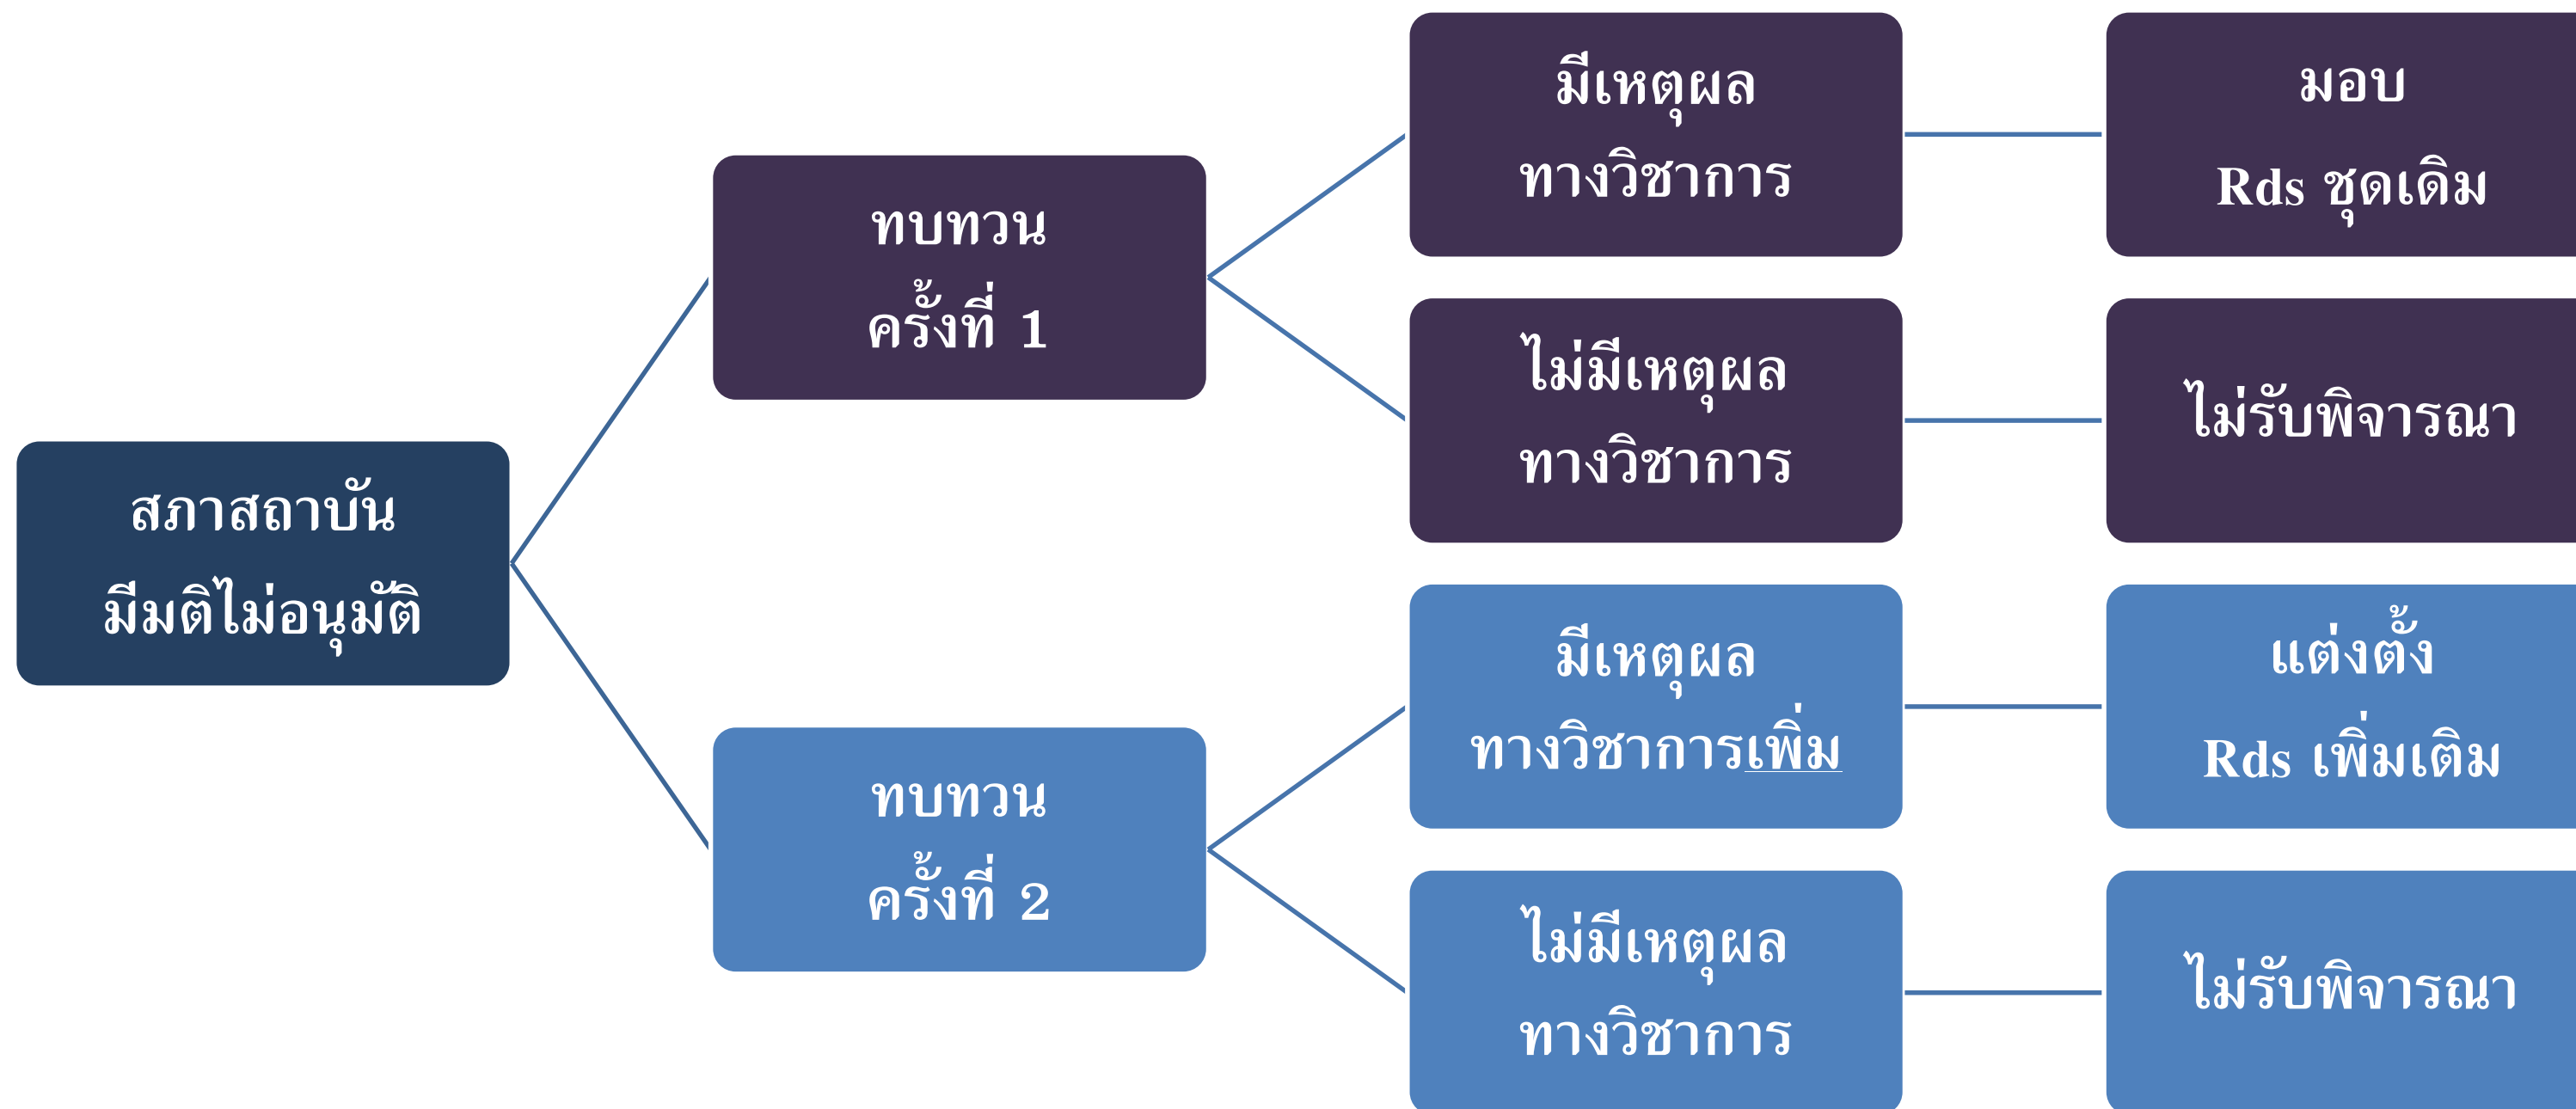 สภาสถาบัน
มีมติไม่อนุมัติ
ทบทวน
ครั้งที่ 1
มีเหตุผล
ทางวิชาการ
มอบ
Rds ชุดเดิม
ไม่มีเหตุผล
ทางวิชาการ
ไม่รับพิจารณา
ทบทวน
ครั้งที่ 2
มีเหตุผล
ทางวิชาการเพิ่ม
แต่งตั้ง
Rds เพิ่มเติม
ไม่มีเหตุผล
ทางวิชาการ
ไม่รับพิจารณา